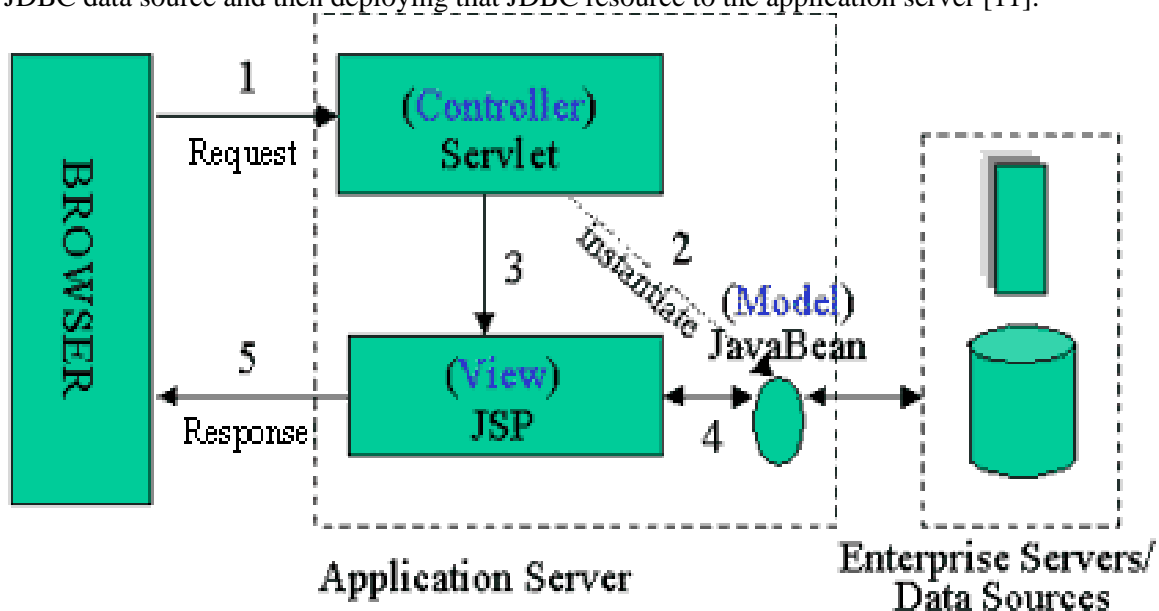 JDBC data source and then deploying that JDBC resource to the application server [11].
1
Request
BROWSER
(Controller)
Servlet
2
instantiate
3
(Model)
JavaBean
5
Response
(View)
JSP
4
Application Server
Enterprise Servers/
Data Sources